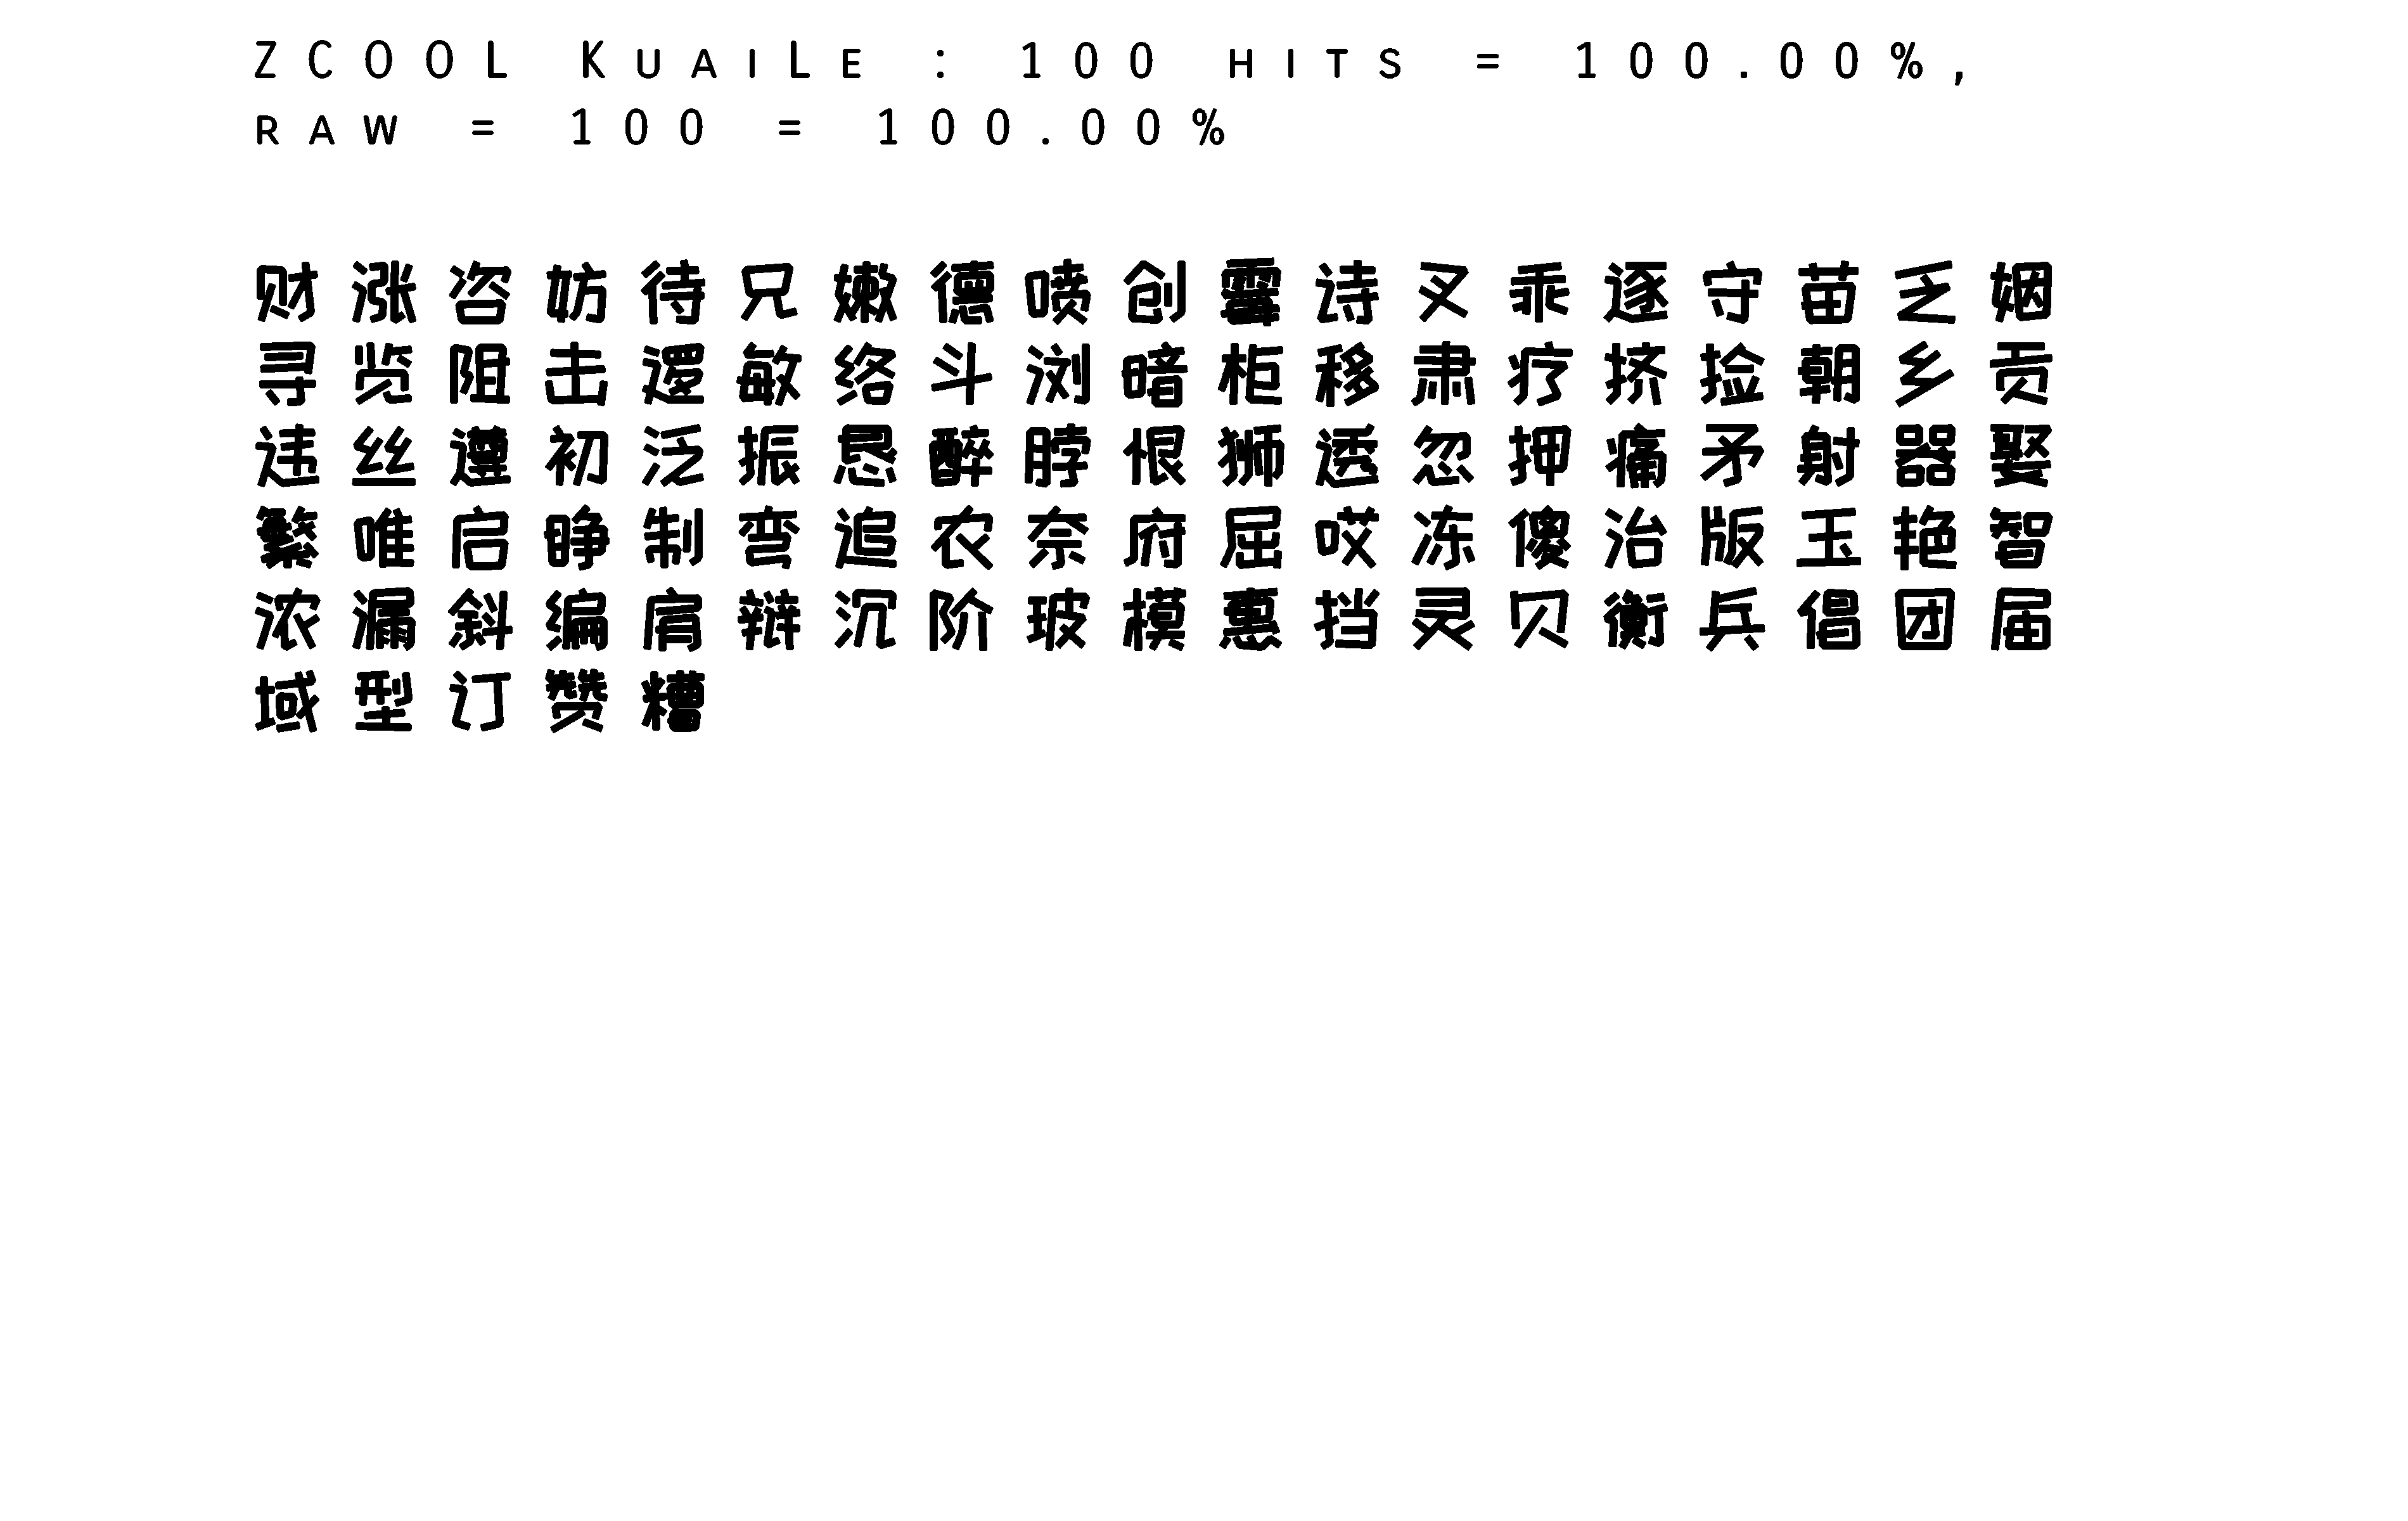 ZCOOL KuaiLe : 100 hits = 100.00%,
raw = 100 = 100.00%
财涨咨妨待兄嫩德喷创霉诗叉乖逐守苗乏姻
寻览阻击逻敏络斗浏暗柜移肃疗挤捡朝乡贡
违丝遵初泛振恳醉脖恨狮透忽押痛矛射器娶
繁唯启睁制弯追农奈府屈哎冻傻治版玉艳智
浓漏斜编肩辩沉阶玻模惠挡灵贝衡兵倡团届
域型订赞糟